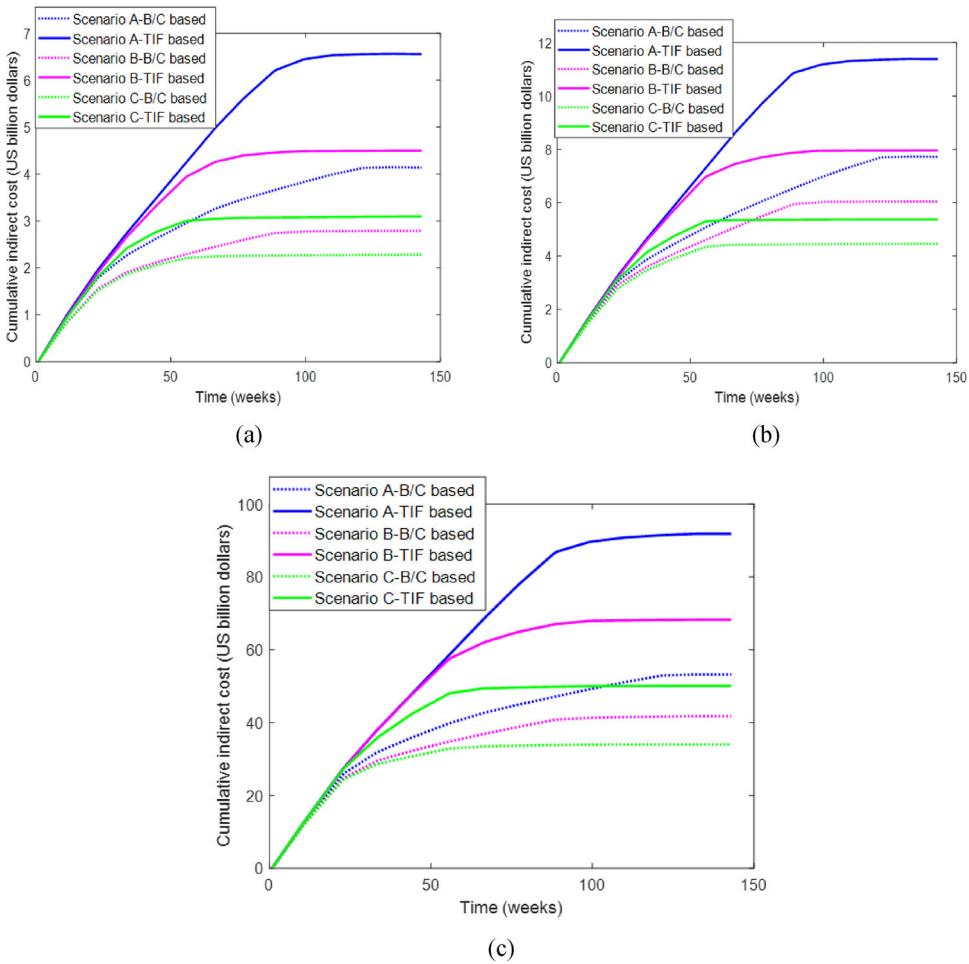 Scenario A-B/C based
Scenario A-TIF based
Scenario B-B/C based
Scenario B-TIF based
Scenario C-B/C based
Scenario C-TIF based
Cumulative indirect cost (US billion dollars)
7
6
5
4
3
2
1
0
0
50
100
150
Time (weeks)
(a)
Scenario A-B/C based
Scenario A-TIF based
Scenario B-B/C based
Scenario B-TIF based
Scenario C-B/C based
Scenario C-TIF based
Cumulative indirect cost (US billion dollars)
12
10
8
6
4
2
0
0
50
100
150
Time (weeks)
(b)
Scenario A-B/C based
Scenario A-TIF based
Scenario B-B/C based
Scenario B-TIF based
Scenario C-B/C based
Scenario C-TIF based
Cumulative indirect cost (US billion dollars)
100
80
60
40
20
0
0
50
100
150
Time (weeks)
(c)